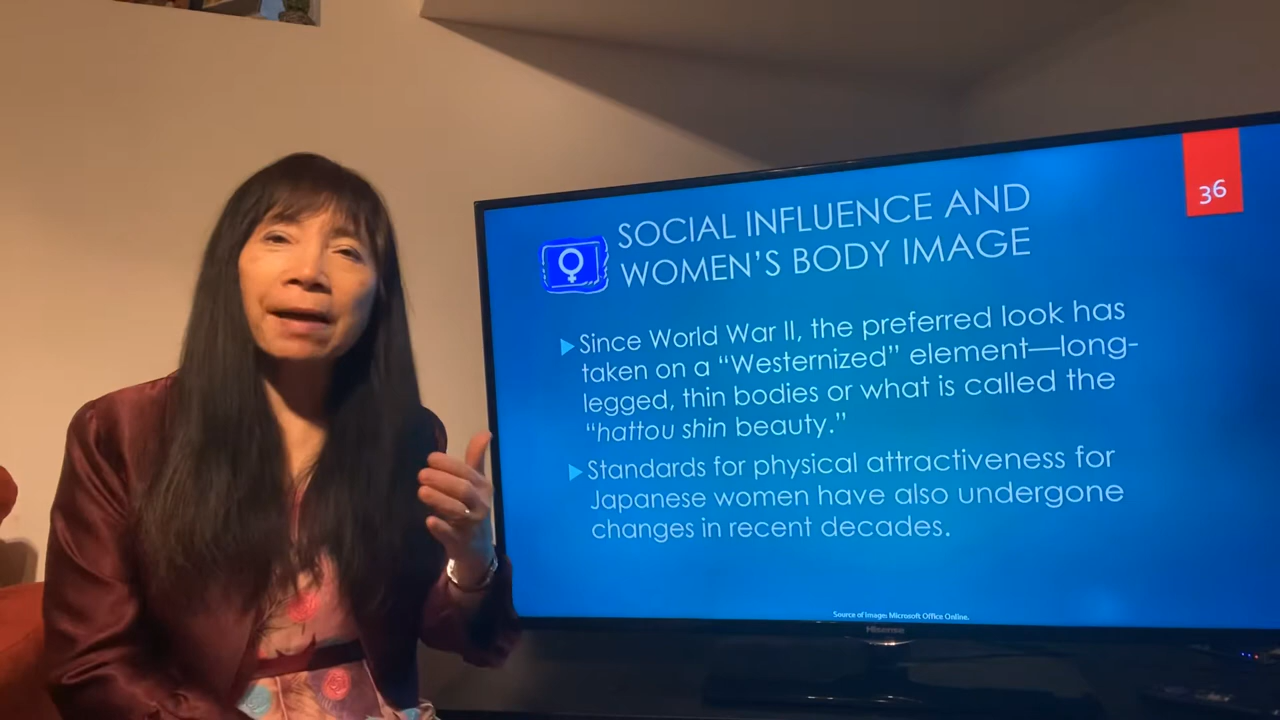 36
SOCIAL INFLUENCE AND
WOMEN'S BODY IMAGE
Since World War II, the preferred look has
taken on a "Westernized" element—long-
legged, thin bodies or what is called the
"hattou shin beauty."
Standards for physical attractiveness for
Japanese women have also undergone
changes in recent decades.
Source of Image: Microsoft Office Online.
Hisense